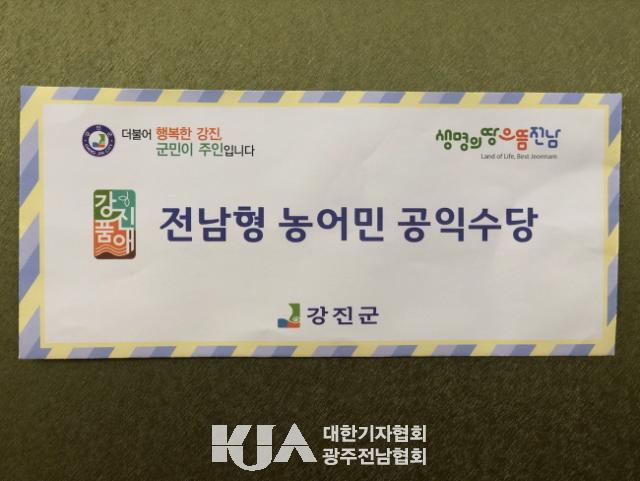 더불어 행복한 강진,
군민이 주인입니다
생명의땅으뜸전남
Land of Life, Best Jeonnam
강진
품애
전남형 농어민 공익수당
강진군
KJA 대한기자협회
광주전남협회